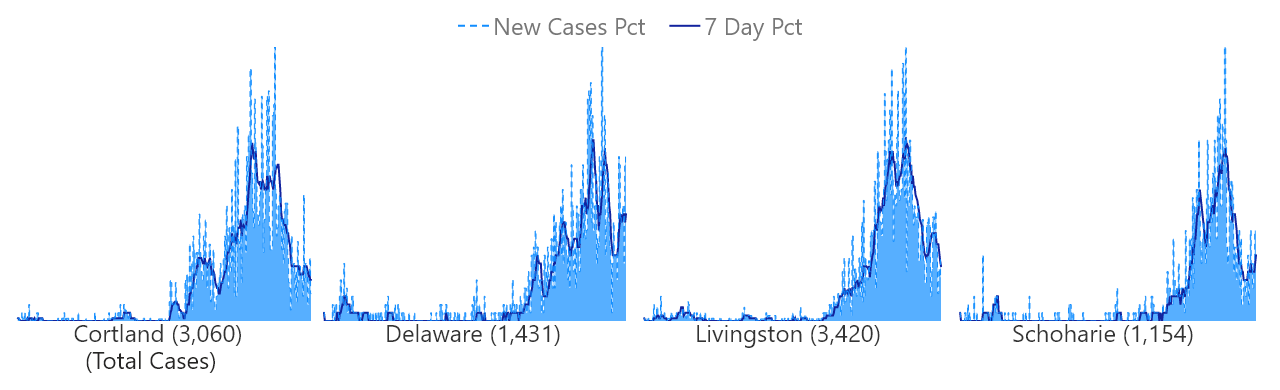 New Cases Pct 7 Day Pct
Cortland (3,060) Delaware (1,431) Livingston (3,420) Schoharie (1,154)
(Total Cases)